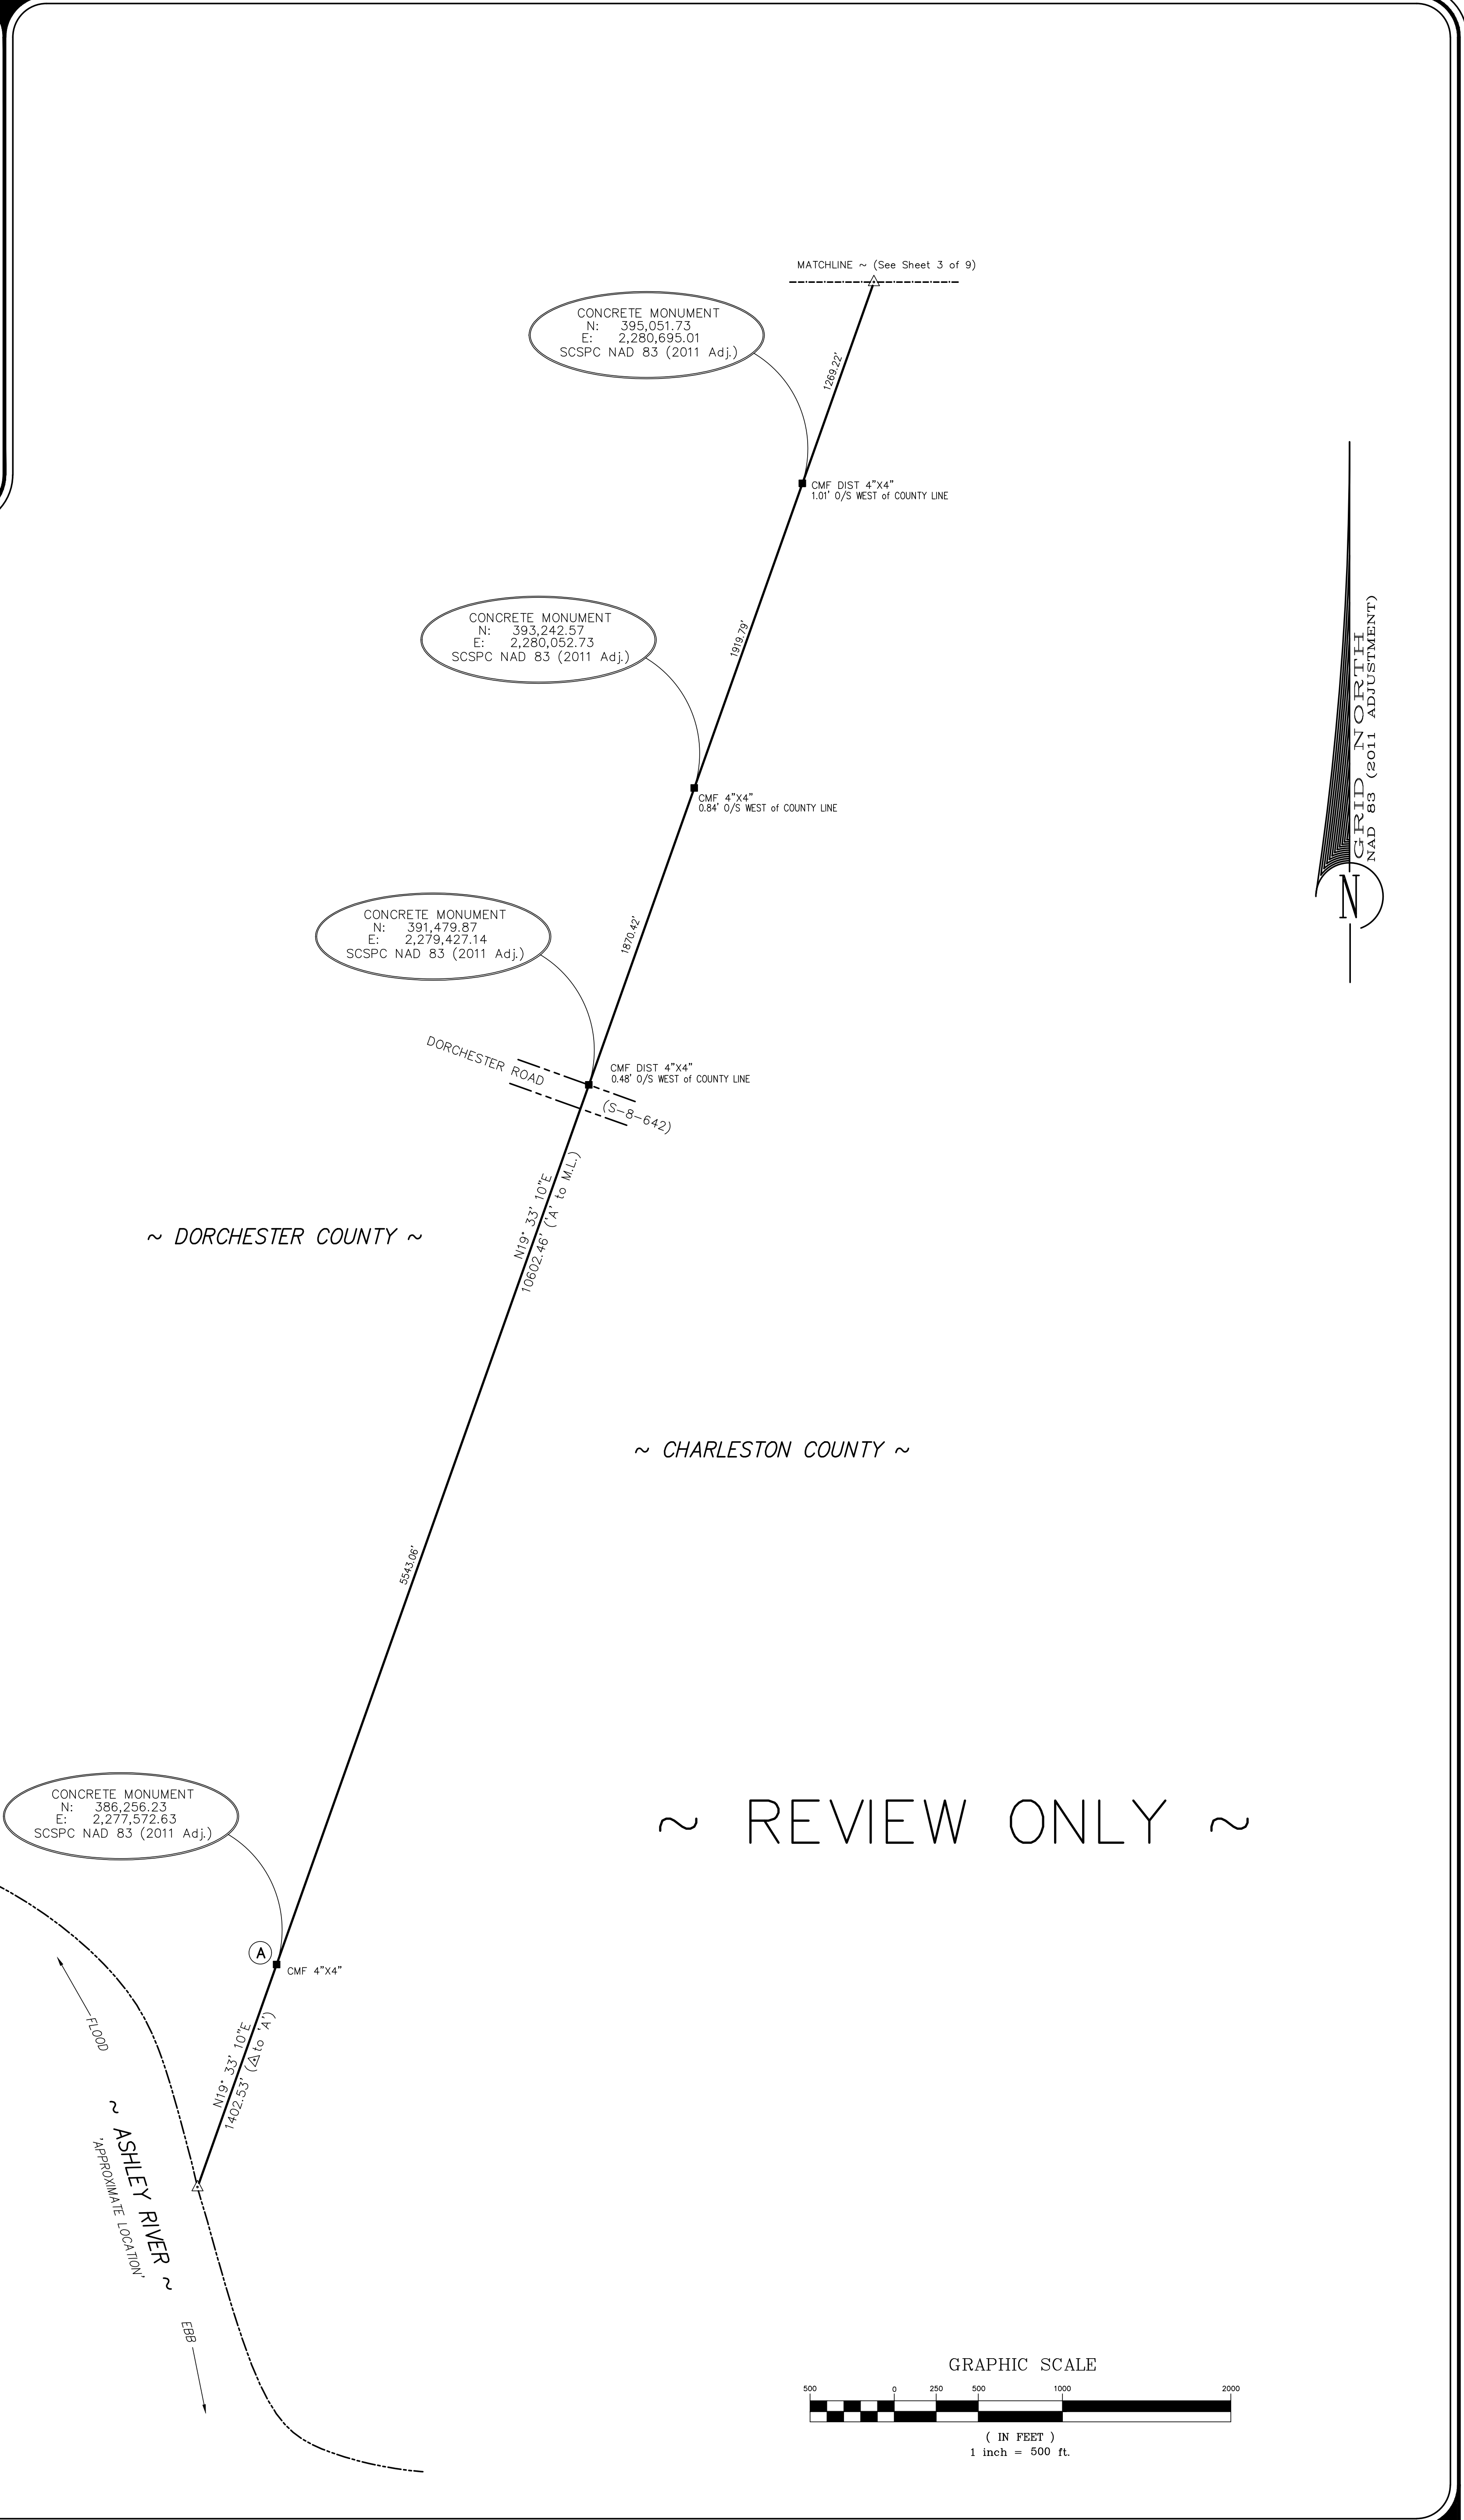 MATCHLINE ~ (See Sheet 3 of 9)
CONCRETE MONUMENT
N: 395,051.73
E: 2,280,695.01
SCSPC NAD 83 (2011 Adj.)
1269.22'
CMF DIST 4"X4"
1.01' O/S WEST of COUNTY LINE
CONCRETE MONUMENT
N: 393,242.57
E: 2,280,052.73
SCSPC NAD 83 (2011 Adj.)
1919.79'
CMF 4"X4"
0.84' O/S WEST of COUNTY LINE
GRID NORTH
NAD 83 (2011 ADJUSTMENT)
N
CONCRETE MONUMENT
N: 391,479.87
E: 2,279,427.14
SCSPC NAD 83 (2011 Adj.)
1870.42'
DORCHESTER ROAD
(S-8-642)
CMF DIST 4"X4"
0.48' O/S WEST of COUNTY LINE
N19° 33' 10"E
10602.46' ('A' to M.L.)
~ DORCHESTER COUNTY ~
~ CHARLESTON COUNTY ~
5543.06'
CONCRETE MONUMENT
N: 386,256.23
E: 2,277,572.63
SCSPC NAD 83 (2011 Adj.)
~ REVIEW ONLY ~
A
CMF 4"X4"
N19° 33' 10"E
1402.53' (△ to 'A')
FLOOD
~ ASHLEY RIVER ~
'APPROXIMATE LOCATION'
EBB
GRAPHIC SCALE
500 0 250 500 1000 2000
( IN FEET )
1 inch = 500 ft.